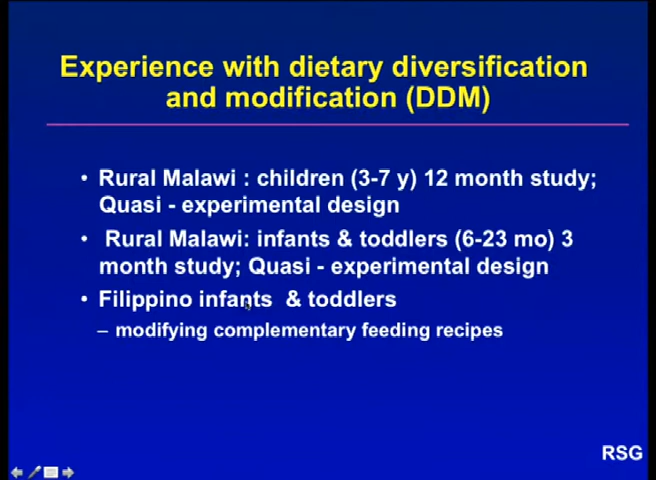 Experience with dietary diversification
and modification (DDM)
• Rural Malawi : children (3-7 y) 12 month study;
Quasi - experimental design
• Rural Malawi: infants & toddlers (6-23 mo) 3
month study; Quasi - experimental design
• Filippino infants & toddlers
– modifying complementary feeding recipes
RSG